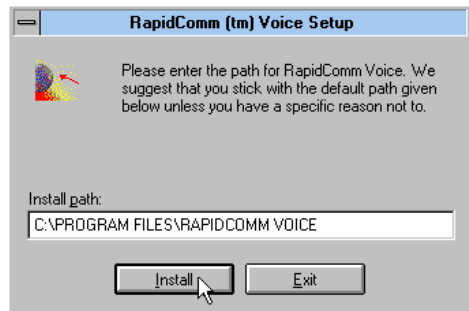 RapidComm (tm) Voice Setup
Please enter the path for RapidComm Voice. We
suggest that you stick with the default path given
below unless you have a specific reason not to.
Install path:
C:\PROGRAM FILES\RAPIDCOMM VOICE
Install Exit